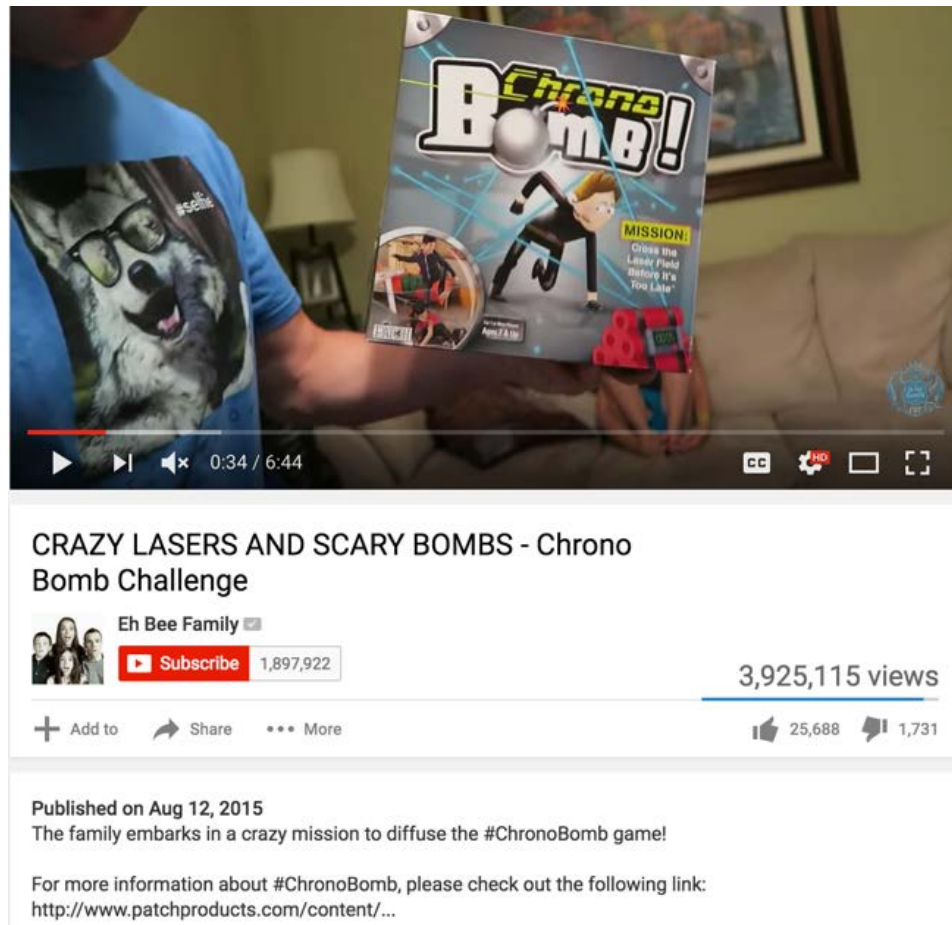 #selfie
Chrono
BOMB!
MISSION:
Cross the
Laser Field
Before It's
Too Late"
Ages 7 & Up
0:34 / 6:44
CC
HD
CRAZY LASERS AND SCARY BOMBS - Chrono
Bomb Challenge
Eh Bee Family
Subscribe 1,897,922
3,925,115 views
Add to Share More
25,688 1,731
Published on Aug 12, 2015
The family embarks in a crazy mission to diffuse the #ChronoBomb game!
For more information about #ChronoBomb, please check out the following link:
http://www.patchproducts.com/content/...